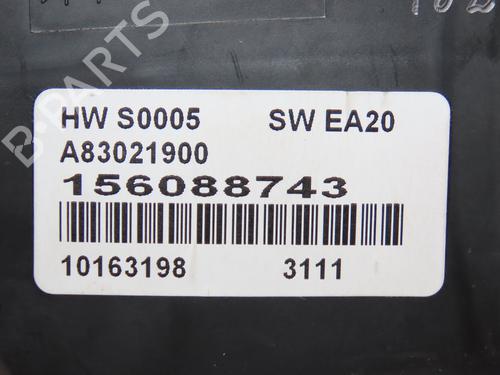 HW S0005 SW EA20
A83021900
156088743
10163198 3111
B-PARTS